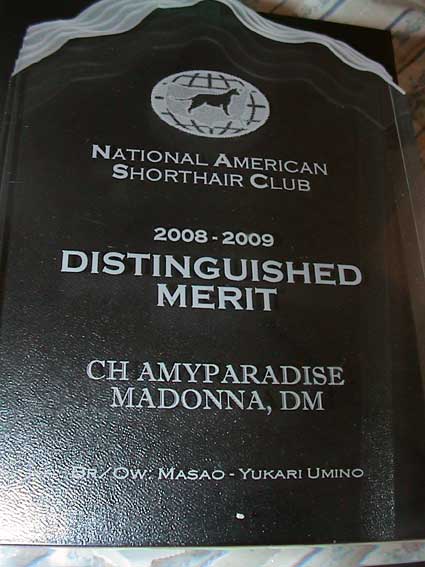 NATIONAL AMERICAN
SHORTHAIR CLUB
2008 - 2009
DISTINGUISHED
MERIT
CH AMYPARADISE
MADONNA, DM
BR/OW: MASAO - YUKARI UMINO